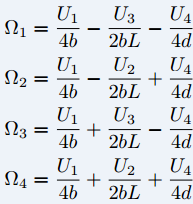 Ω₁ = U₁/4b − U₃/2bL − U₄/4d
Ω₂ = U₁/4b − U₂/2bL + U₄/4d
Ω₃ = U₁/4b + U₃/2bL − U₄/4d
Ω₄ = U₁/4b + U₂/2bL + U₄/4d